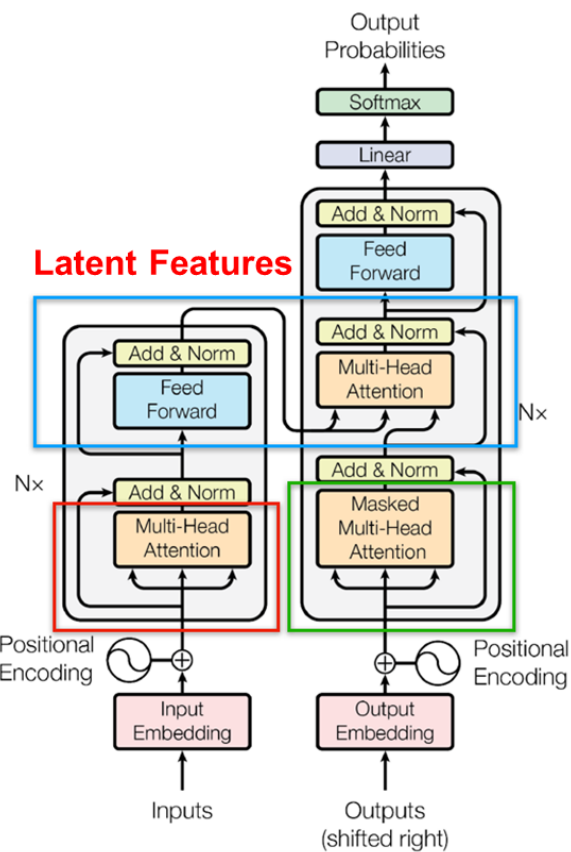 Output
Probabilities
Softmax
Linear
Add & Norm
Feed
Forward
Latent Features
Add & Norm
Multi-Head
Attention
Add & Norm
Feed
Forward
N×
Add & Norm
Masked
Multi-Head
Attention
N×
Add & Norm
Multi-Head
Attention
Positional
Encoding
Positional
Encoding
Input
Embedding
Output
Embedding
Inputs
Outputs
(shifted right)